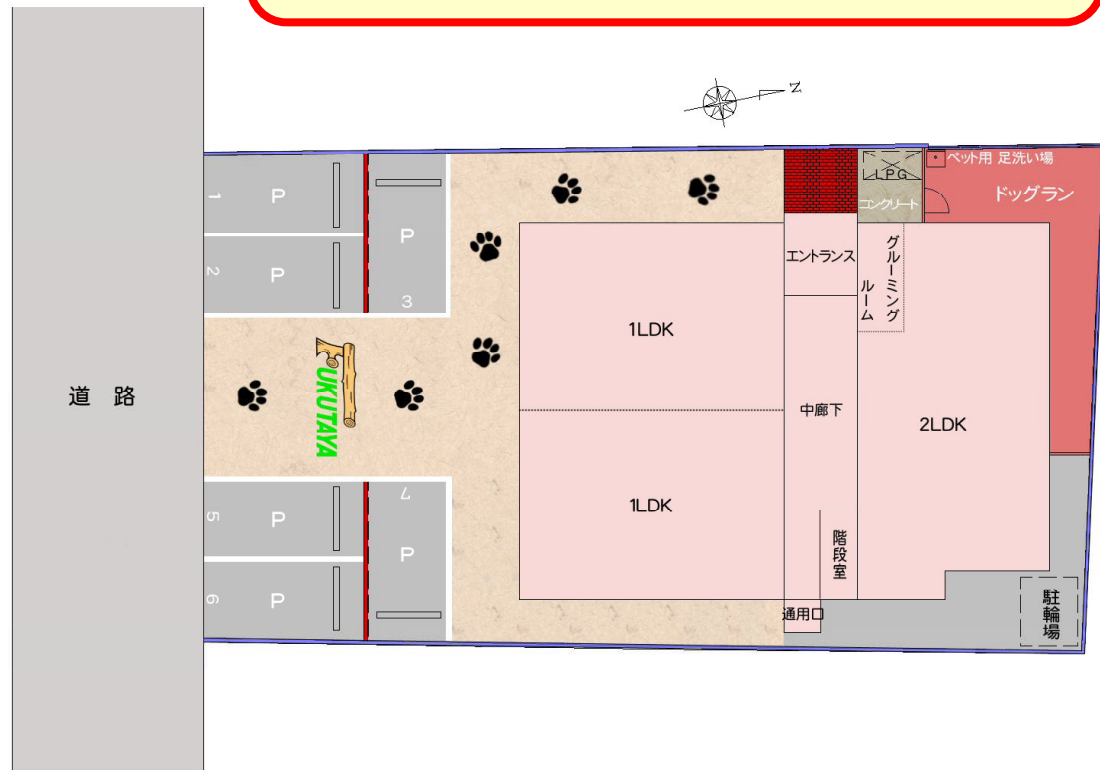 N
道 路
1
P
2
P
P
3
5
P
6
P
7
P
FUKUTAYA
LPG
コンクリート
ペット用 足洗い場
ドッグラン
エントランス
グルーミング
ルーム
1LDK
1LDK
中廊下
2LDK
階段室
通用口
駐輪場